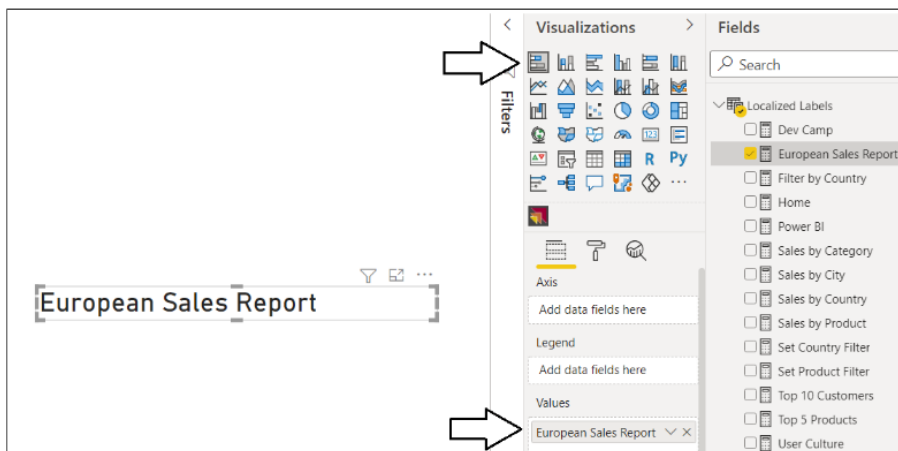 European Sales Report
Filters
Visualizations
123
R
Py
Axis
Add data fields here
Legend
Add data fields here
Values
European Sales Report
Fields
Search
Localized Labels
Dev Camp
European Sales Report
Filter by Country
Home
Power BI
Sales by Category
Sales by City
Sales by Country
Sales by Product
Set Country Filter
Set Product Filter
Top 10 Customers
Top 5 Products
User Culture